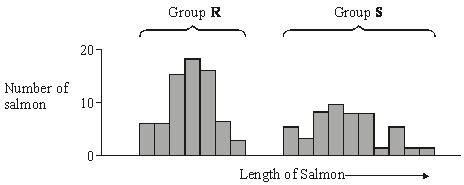 Group R
Group S
20
Number of
salmon
10
0
Length of Salmon